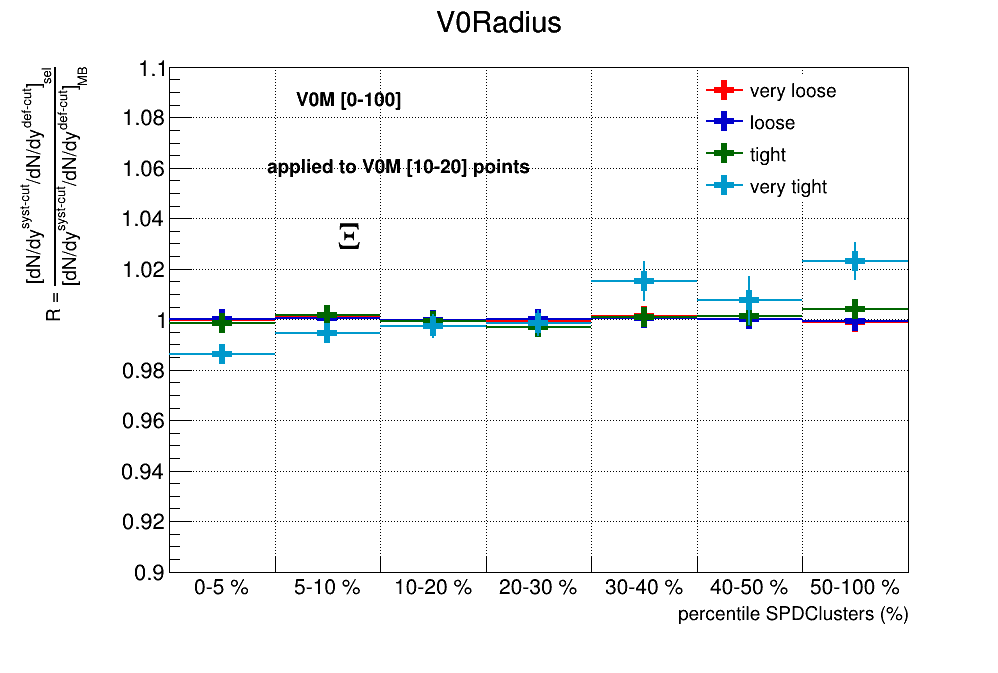 V0Radius
R = [dN/dy^syst-cut/dN/dy^def-cut]_sel
[dN/dy^syst-cut/dN/dy^def-cut]_MB
1.1
1.08
1.06
1.04
1.02
1
0.98
0.96
0.94
0.92
0.9
V0M [0-100]
applied to V0M [10-20] points
Ξ
very loose
loose
tight
very tight
0-5 % 5-10 % 10-20 % 20-30 % 30-40 % 40-50 % 50-100 %
percentile SPDClusters (%)